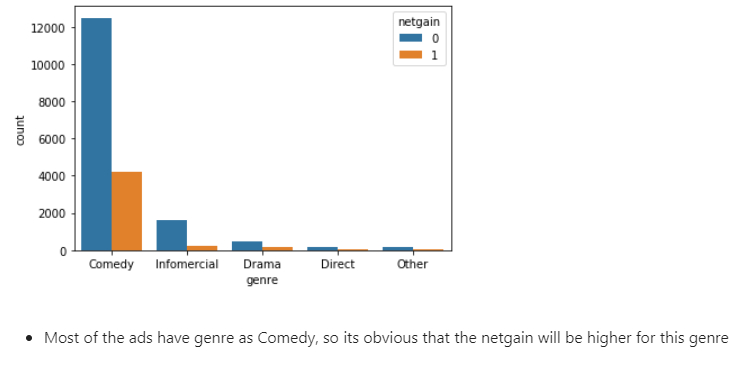 netgain
0
1
12000
10000
8000
6000
4000
2000
0
count
Comedy Infomercial Drama Direct Other
genre
• Most of the ads have genre as Comedy, so its obvious that the netgain will be higher for this genre